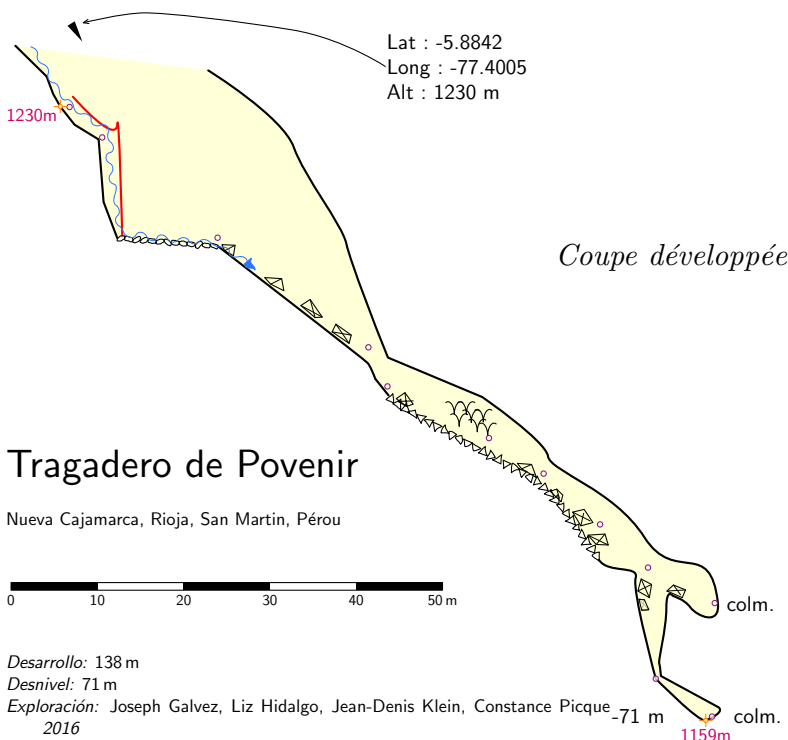 Lat : -5.8842
Long : -77.4005
Alt : 1230 m
1230m
Coupe développée
Tragadero de Povenir
Nueva Cajamarca, Rioja, San Martin, Pérou
0 10 20 30 40 50 m
colm.
Desarrollo: 138 m
Desnivel: 71 m
Exploración: Joseph Galvez, Liz Hidalgo, Jean-Denis Klein, Constance Picque
2016
-71 m
colm.
1159m